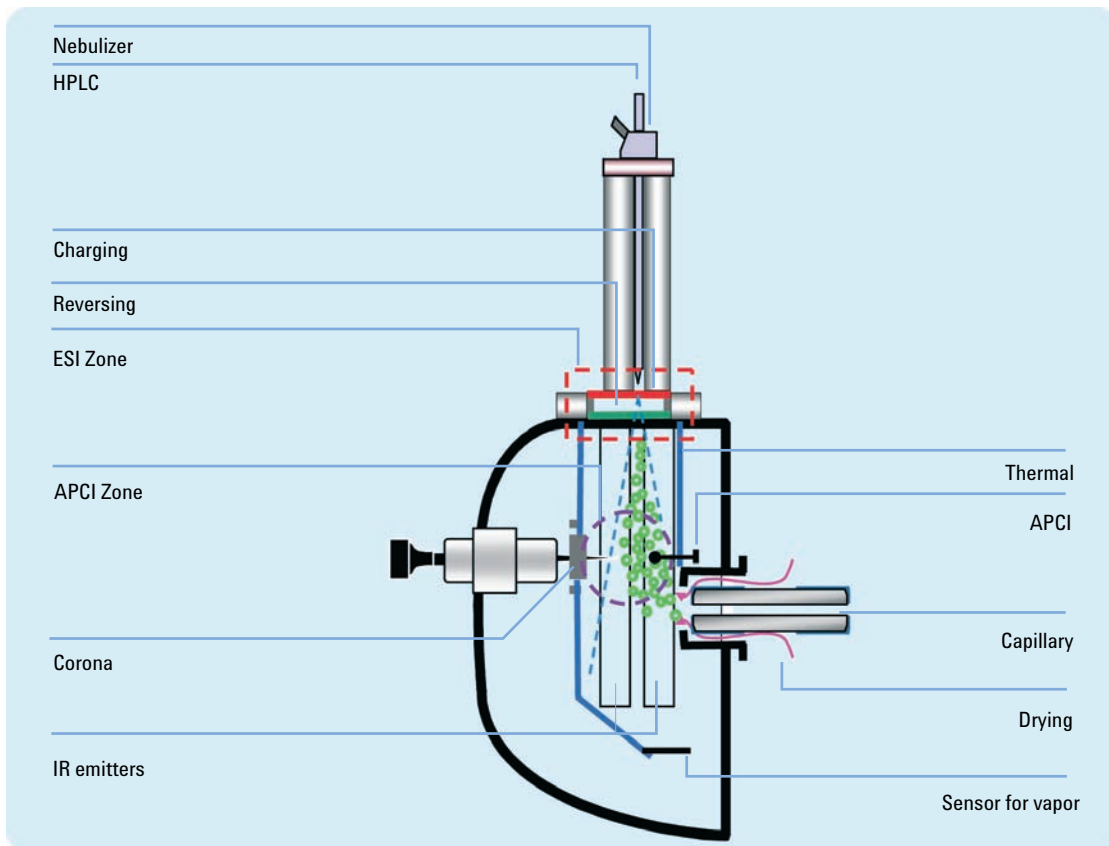 Nebulizer
HPLC
Charging
Reversing
ESI Zone
APCI Zone
Corona
IR emitters
Thermal
APCI
Capillary
Drying
Sensor for vapor